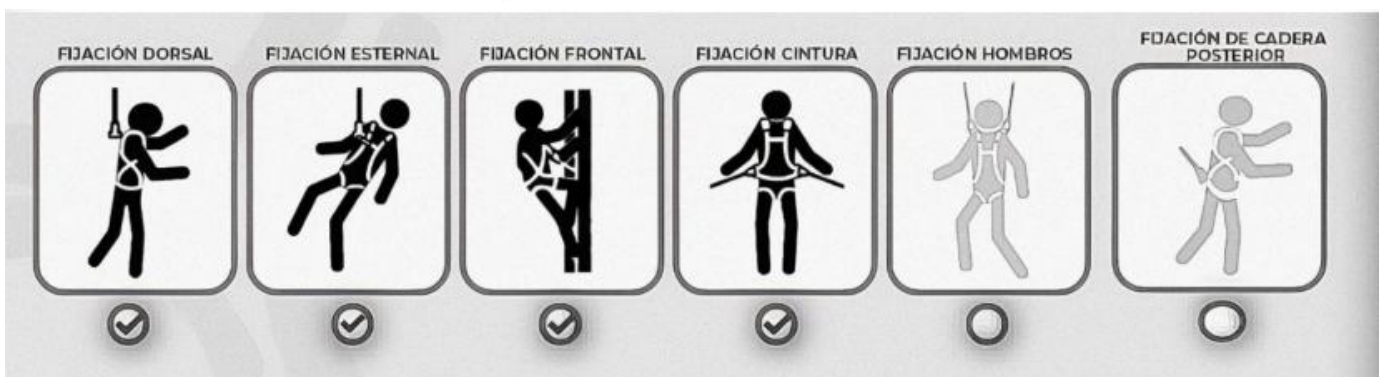 FIJACIÓN DORSAL
FIJACIÓN ESTERNAL
FIJACIÓN FRONTAL
FIJACIÓN CINTURA
FIJACIÓN HOMBROS
FIJACIÓN DE CADERA
POSTERIOR